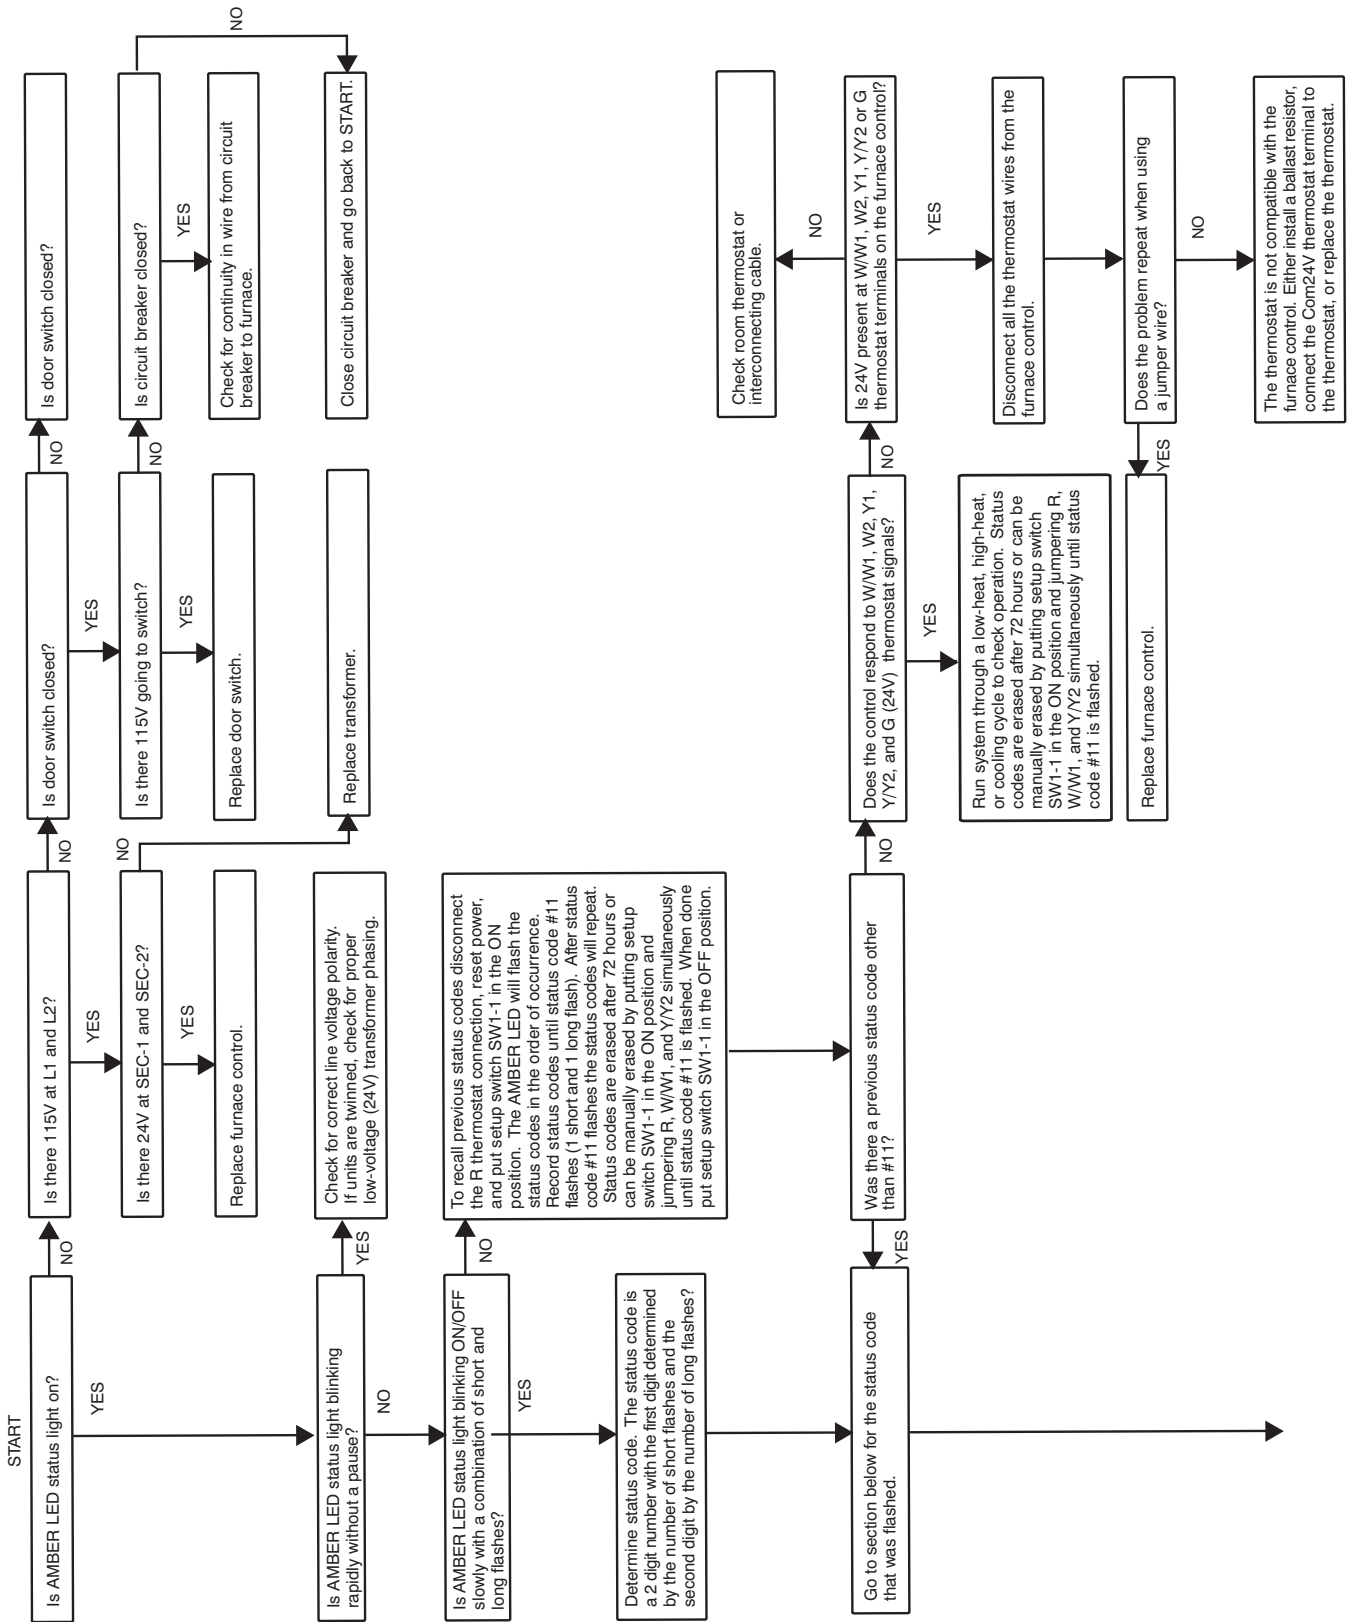 START
Is AMBER LED status light on?
NO
YES
Is there 115V at L1 and L2?
NO
YES
Is door switch closed?
NO
YES
Is door switch closed?
Is there 24V at SEC-1 and SEC-2?
NO
YES
Is there 115V going to switch?
NO
YES
Is circuit breaker closed?
NO
YES
Replace furnace control.
Replace door switch.
Check for continuity in wire from circuit
breaker to furnace.
Is AMBER LED status light blinking
rapidly without a pause?
YES
NO
Check for correct line voltage polarity.
If units are twinned, check for proper
low-voltage (24 V) transformer phasing.
Replace transformer.
Close circuit breaker and go back to START.
Is AMBER LED status light blinking ON/OFF
slowly with a combination of short and
long flashes?
NO
YES
To recall previous status codes disconnect
the R thermostat connection, reset power,
and put setup switch SW1-1 in the ON
position. The AMBER LED will flash the
status codes in the order of occurrence.
Record status codes until status code #11
flashes (1 short and 1 long flash). After status
code #11 flashes the status codes will repeat.
Status codes are erased after 72 hours or
can be manually erased by putting setup
switch SW1-1 in the ON position and
jumpering R, W/W1, and Y/Y2 simultaneously
until status code #11 is flashed. When done
put setup switch SW1-1 in the OFF position.
Determine status code. The status code is
a 2 digit number with the first digit determined
by the number of short flashes and the
second digit by the number of long flashes?
Go to section below for the status code
that was flashed.
YES
Was there a previous status code other
than #11?
NO
Does the control respond to W/W1, W2, Y1,
Y/Y2, and G (24V) thermostat signals?
NO
YES
Check room thermostat or
interconnecting cable.
NO
Is 24V present at W/W1, W2, Y1, Y/Y2 or G
thermostat terminals on the furnace control?
YES
Run system through a low-heat, high-heat,
or cooling cycle to check operation. Status
codes are erased after 72 hours or can be
manually erased by putting setup switch
SW1-1 in the ON position and jumpering R,
W/W1, and Y/Y2 simultaneously until status
code #11 is flashed.
Disconnect all the thermostat wires from the
furnace control.
Replace furnace control.
YES
Does the problem repeat when using
a jumper wire?
NO
The thermostat is not compatible with the
furnace control. Either install a ballast resistor,
connect the Com24V thermostat terminal to
the thermostat, or replace the thermostat.